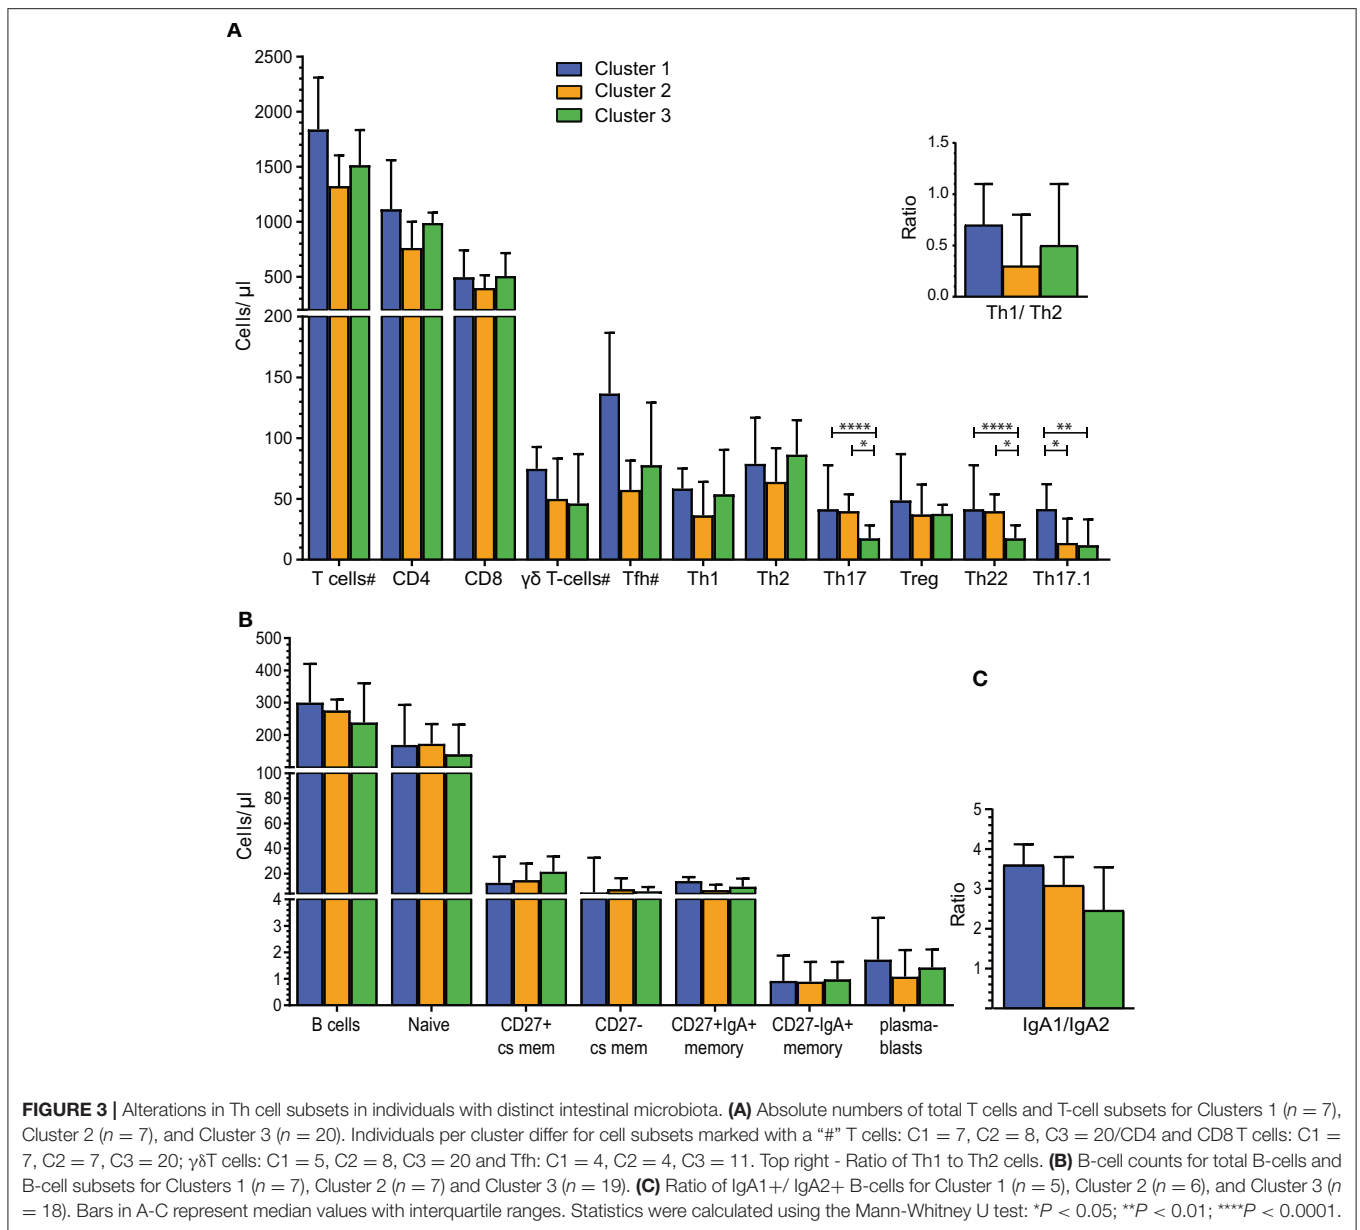 A
Cluster 1
Cluster 2
Cluster 3
2500
2000
1500
1000
500
200
150
100
50
0
Cells/ µl
1.5
1.0
0.5
0.0
Ratio
Th1/ Th2
****
*
****
*
**
*
T cells# CD4 CD8 γδ T-cells# Tfh# Th1 Th2 Th17 Treg Th22 Th17.1
B
500
400
300
200
100
80
60
40
20
4
4
3
2
1
0
Cells/ µl
B cells Naive CD27+ cs mem CD27- cs mem CD27+IgA+ memory CD27-IgA+ memory plasma-blasts
C
5
4
3
2
1
Ratio
IgA1/IgA2
FIGURE 3 | Alterations in Th cell subsets in individuals with distinct intestinal microbiota. (A) Absolute numbers of total T cells and T-cell subsets for Clusters 1 (n = 7),
Cluster 2 (n = 7), and Cluster 3 (n = 20). Individuals per cluster differ for cell subsets marked with a "#" T cells: C1 = 7, C2 = 8, C3 = 20/CD4 and CD8 T cells: C1 =
7, C2 = 7, C3 = 20; γδT cells: C1 = 5, C2 = 8, C3 = 20 and Tfh: C1 = 4, C2 = 4, C3 = 11. Top right - Ratio of Th1 to Th2 cells. (B) B-cell counts for total B-cells and
B-cell subsets for Clusters 1 (n = 7), Cluster 2 (n = 7) and Cluster 3 (n = 19). (C) Ratio of IgA1+/ IgA2+ B-cells for Cluster 1 (n = 5), Cluster 2 (n = 6), and Cluster 3 (n
= 18). Bars in A-C represent median values with interquartile ranges. Statistics were calculated using the Mann-Whitney U test: *P < 0.05; **P < 0.01; ****P < 0.0001.